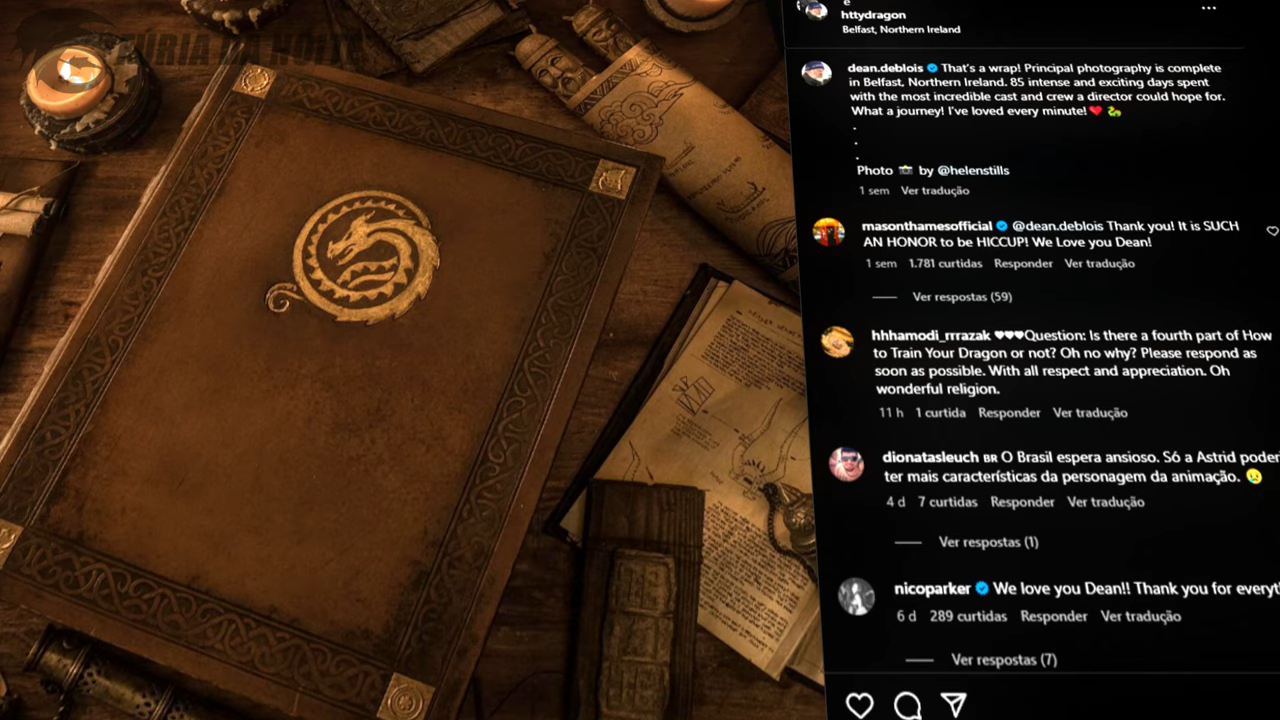 FÚRIA DA NOITE
httydragon
Belfast, Northern Ireland
dean.deblois That's a wrap! Principal photography is complete
in Belfast, Northern Ireland. 85 intense and exciting days spent
with the most incredible cast and crew a director could hope for.
What a journey! I've loved every minute! ❤️ 🐉
.
.
.
Photo 📸 by @helenstills
1 sem Ver tradução
masonthamesofficial @dean.deblois Thank you! It is SUCH
AN HONOR to be HICCUP! We Love you Dean!
1 sem 1.781 curtidas Responder Ver tradução
Ver respostas (59)
hhhamodi_rrrazak ♥♥♥Question: Is there a fourth part of How
to Train Your Dragon or not? Oh no why? Please respond as
soon as possible. With all respect and appreciation. Oh
wonderful religion.
11 h 1 curtida Responder Ver tradução
dionatasleuch BR O Brasil espera ansioso. Só a Astrid poder
ter mais características da personagem da animação. 😢
4 d 7 curtidas Responder Ver tradução
Ver respostas (1)
nicoparker We love you Dean!! Thank you for everyt
6 d 289 curtidas Responder Ver tradução
Ver respostas (7)